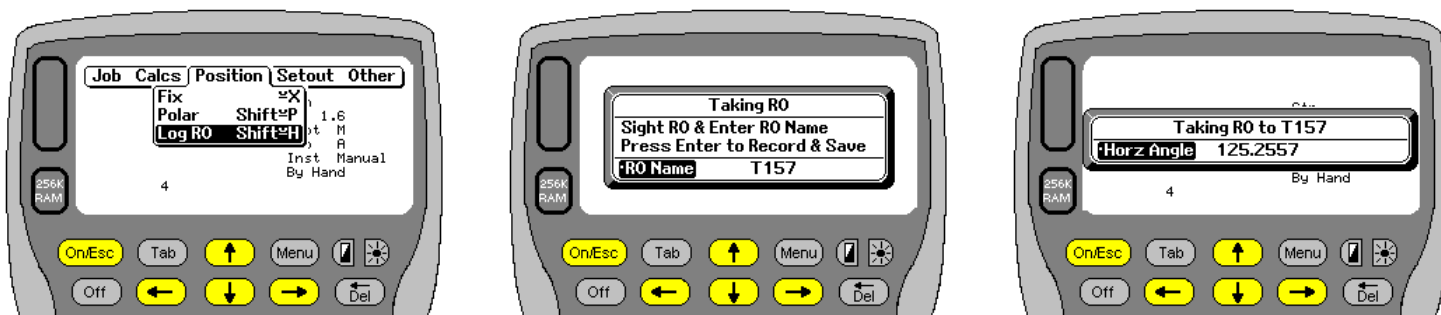 Job Calcs Position Setout Other
Fix ⌥X
Polar Shift⌥P 1.6
Log RO Shift⌥H t M
A
Inst Manual
By Hand
4
256K
RAM
On/Esc Tab Menu
Off Del
Taking RO
Sight RO & Enter RO Name
Press Enter to Record & Save
RO Name T157
256K
RAM
On/Esc Tab Menu
Off Del
Taking RO to T157
Horz Angle 125.2557
By Hand
4
256K
RAM
On/Esc Tab Menu
Off Del